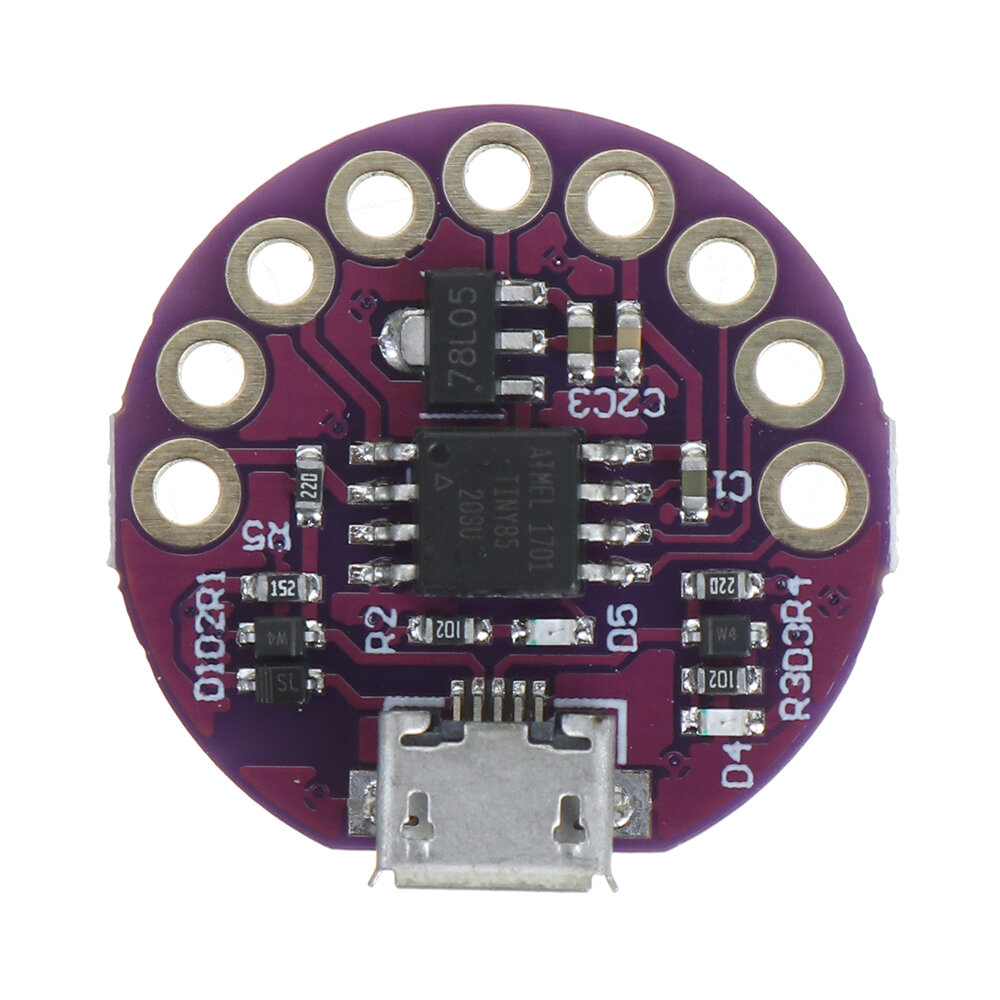 78L05
C2C3
ATMEL 1701
TINY85
20SU
C1
220
R5
152
D1D2R1
W4
SL
R2
102
D5
220
W4
102
R3D3R4
D4